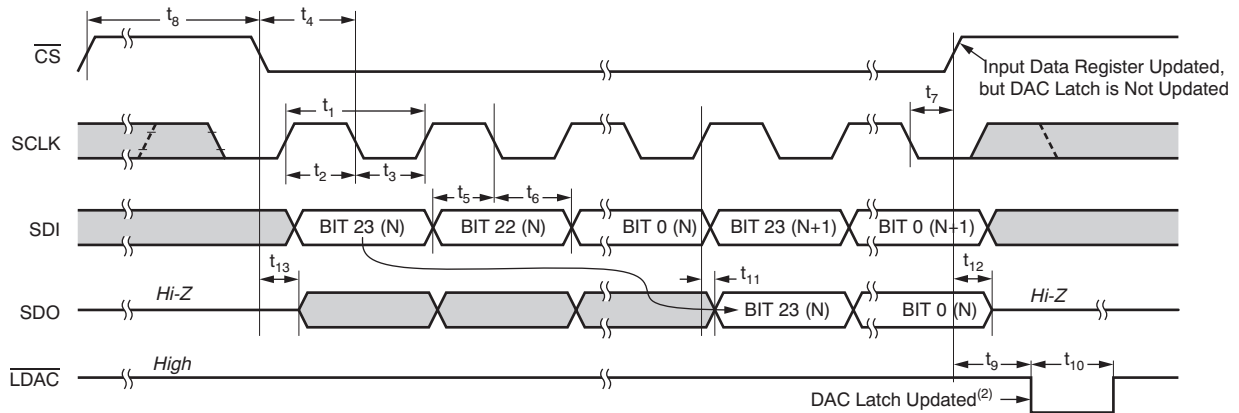 t8
t4
CS
Input Data Register Updated,
but DAC Latch is Not Updated
t7
t1
SCLK
t2
t3
t5
t6
SDI
BIT 23 (N)
BIT 22 (N)
BIT 0 (N)
BIT 23 (N+1)
BIT 0 (N+1)
t13
t11
t12
SDO
Hi-Z
BIT 23 (N)
BIT 0 (N)
Hi-Z
LDAC
High
t9
t10
DAC Latch Updated(2)